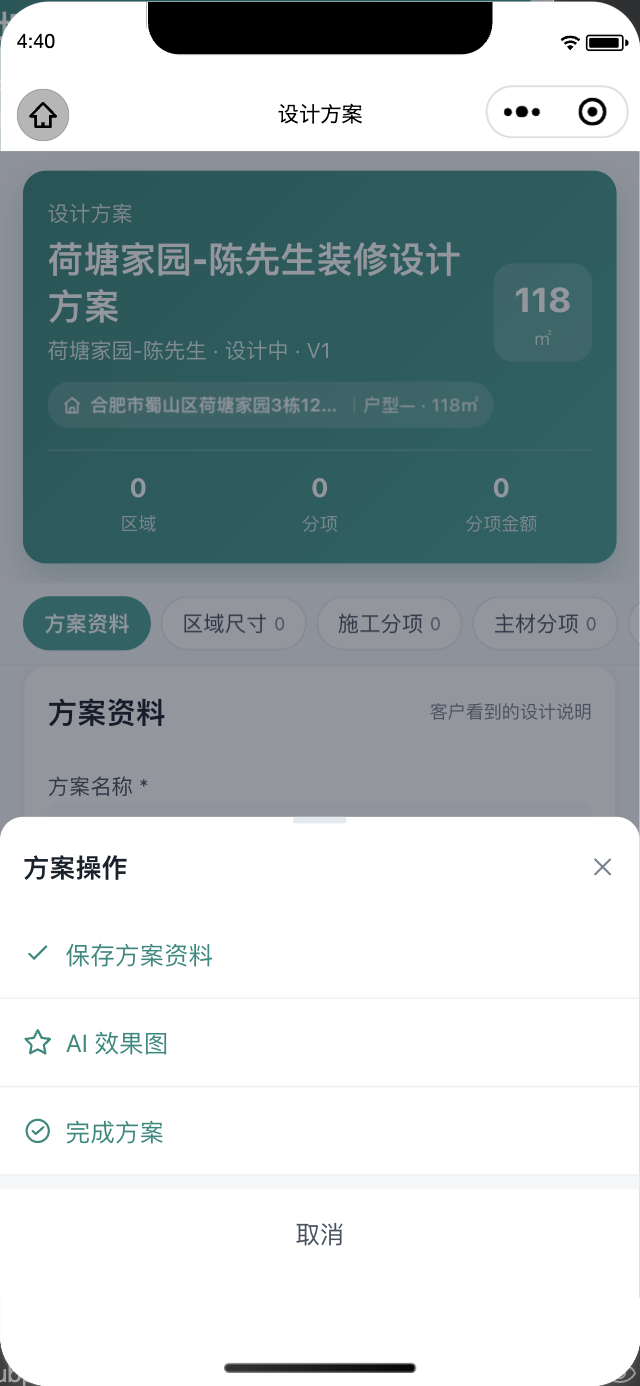 4:40
设计方案
设计方案
荷塘家园-陈先生装修设计
方案
118
㎡
荷塘家园-陈先生 · 设计中 · V1
合肥市蜀山区荷塘家园3栋12... 户型一 · 118㎡
0 0 0
区域 分项 分项金额
方案资料 区域尺寸 0 施工分项 0 主材分项 0
方案资料 客户看到的设计说明
方案名称 *
方案操作
保存方案资料
AI 效果图
完成方案
取消